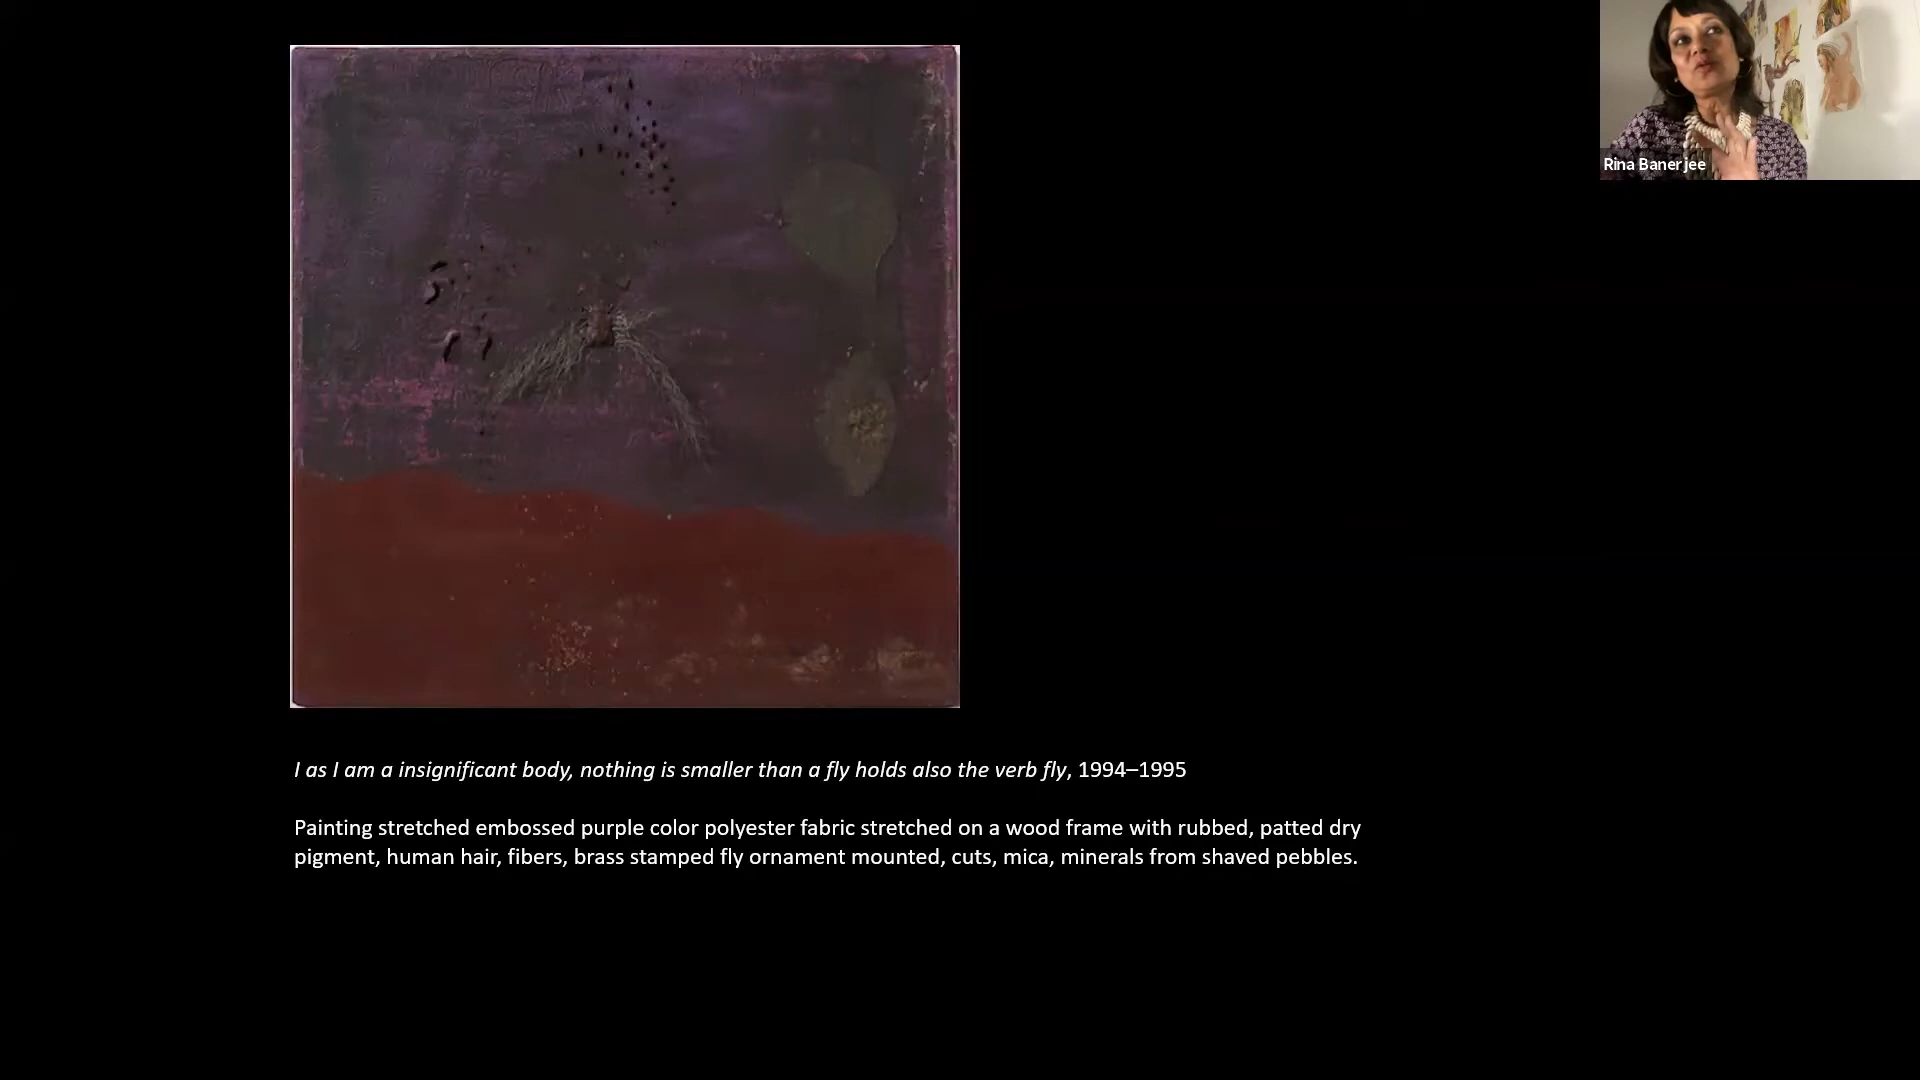 Rina Banerjee
I as I am a insignificant body, nothing is smaller than a fly holds also the verb fly, 1994–1995
Painting stretched embossed purple color polyester fabric stretched on a wood frame with rubbed, patted dry
pigment, human hair, fibers, brass stamped fly ornament mounted, cuts, mica, minerals from shaved pebbles.